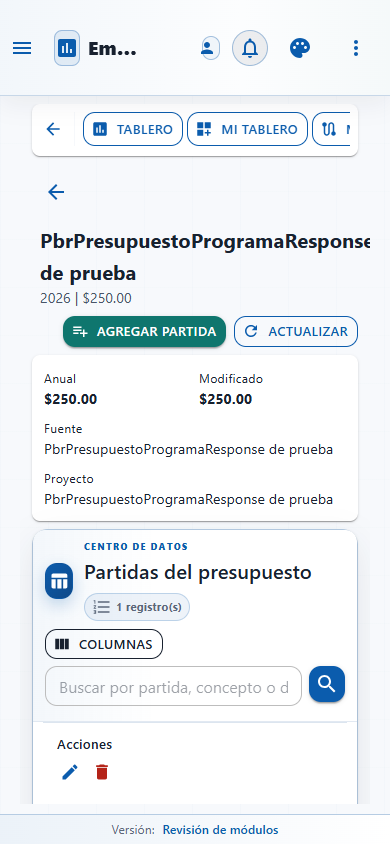 Em...
TABLERO
MI TABLERO
PbrPresupuestoProgramaResponse
de prueba
2026 | $250.00
AGREGAR PARTIDA
ACTUALIZAR
Anual
Modificado
$250.00
$250.00
Fuente
PbrPresupuestoProgramaResponse de prueba
Proyecto
PbrPresupuestoProgramaResponse de prueba
CENTRO DE DATOS
Partidas del presupuesto
1 registro(s)
COLUMNAS
Buscar por partida, concepto o d
Acciones
Versión: Revisión de módulos